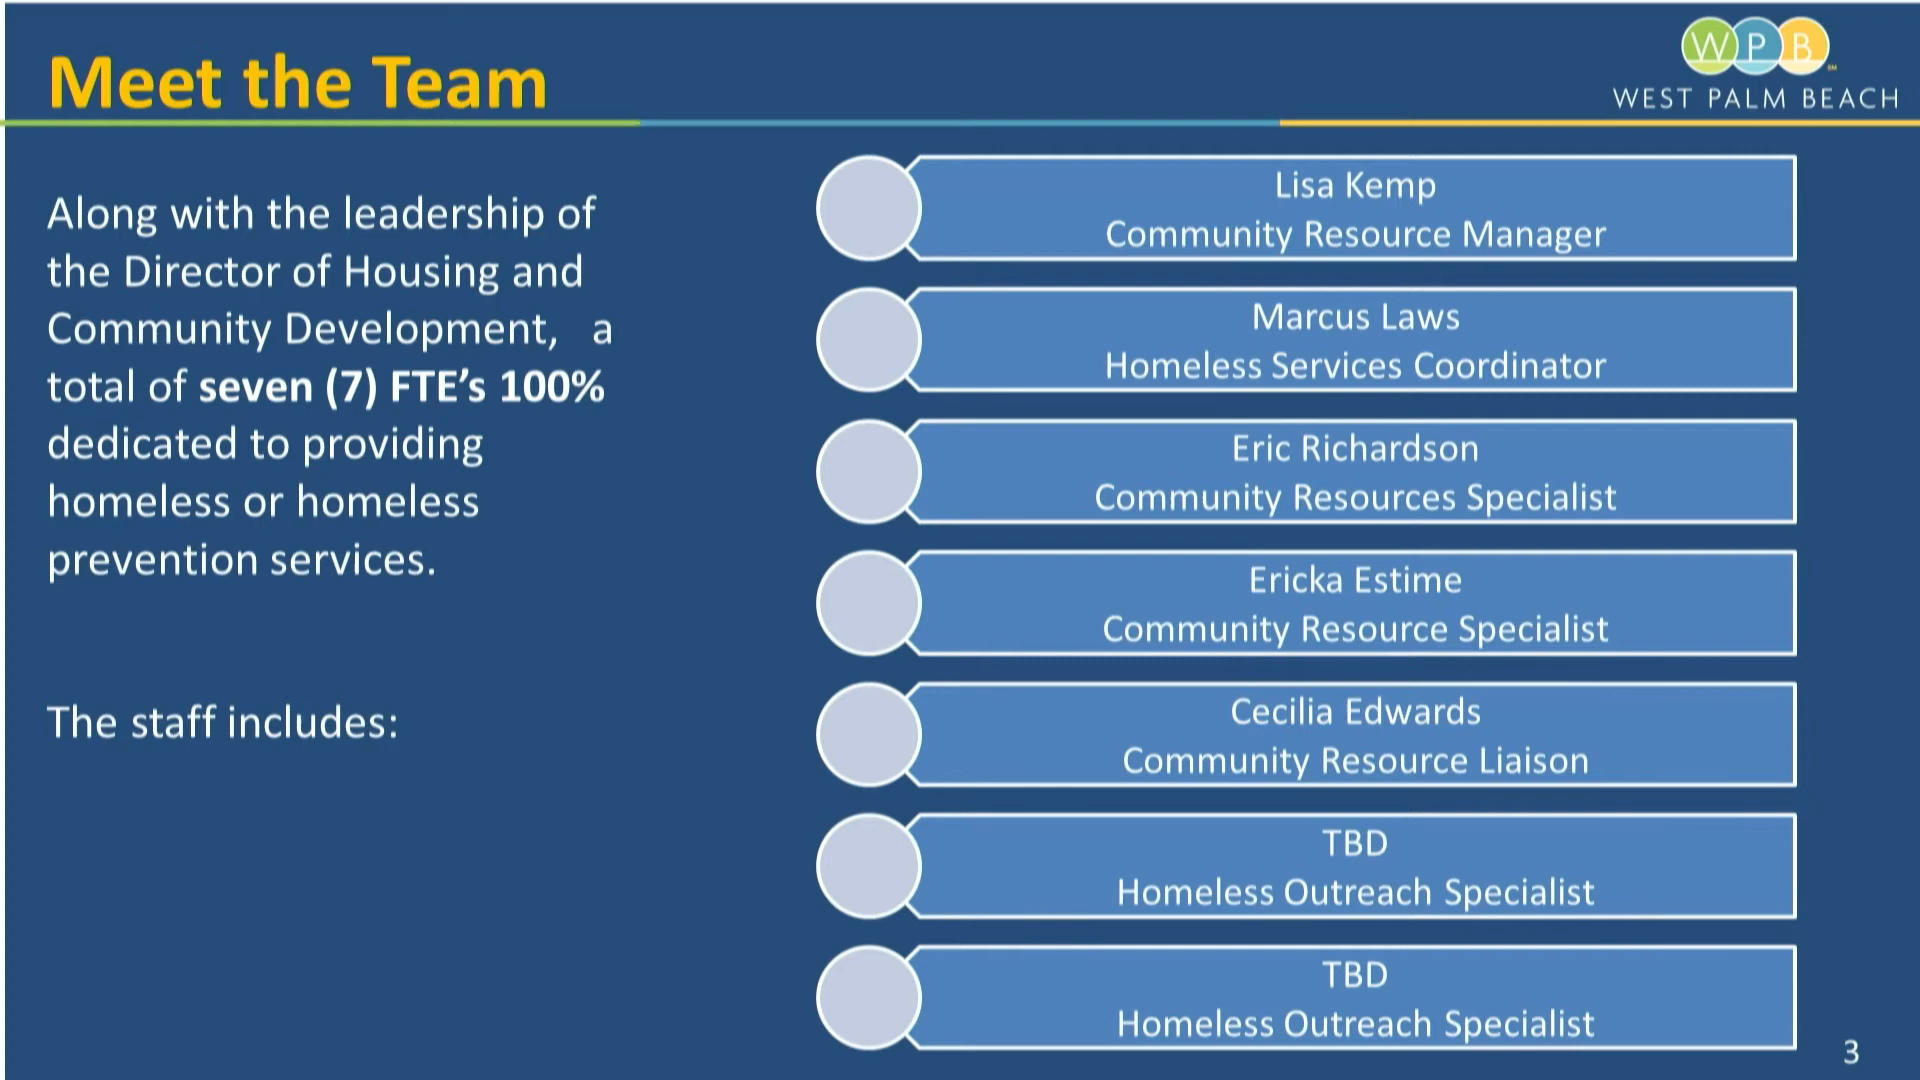 Meet the Team
W P B
SM
WEST PALM BEACH
Along with the leadership of
the Director of Housing and
Community Development,   a
total of seven (7) FTE’s 100%
dedicated to providing
homeless or homeless
prevention services.
The staff includes:
Lisa Kemp
Community Resource Manager
Marcus Laws
Homeless Services Coordinator
Eric Richardson
Community Resources Specialist
Ericka Estime
Community Resource Specialist
Cecilia Edwards
Community Resource Liaison
TBD
Homeless Outreach Specialist
TBD
Homeless Outreach Specialist
3